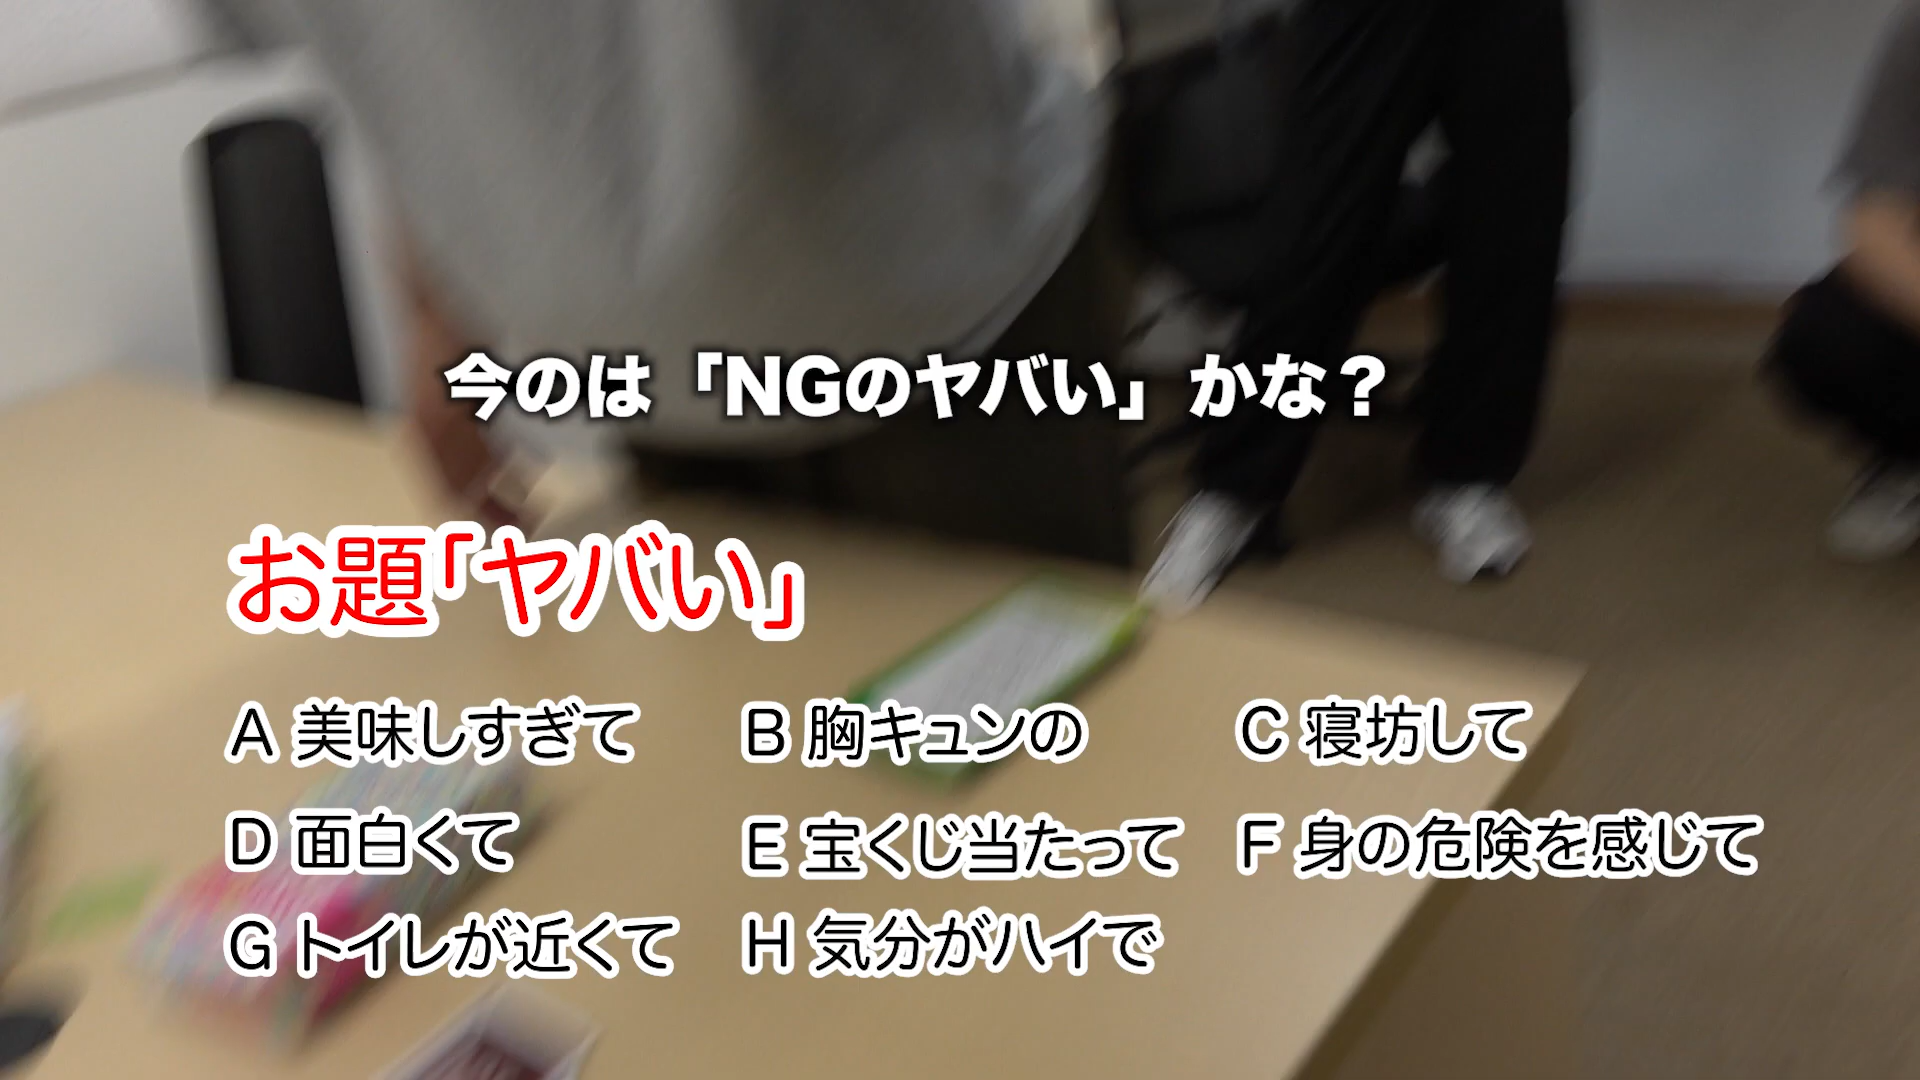 今のは「NGのヤバい」かな？
お題「ヤバい」
A 美味しすぎて
B 胸キュンの
C 寝坊して
D 面白くて
E 宝くじ当たって
F 身の危険を感じて
G トイレが近くて
H 気分がハイで